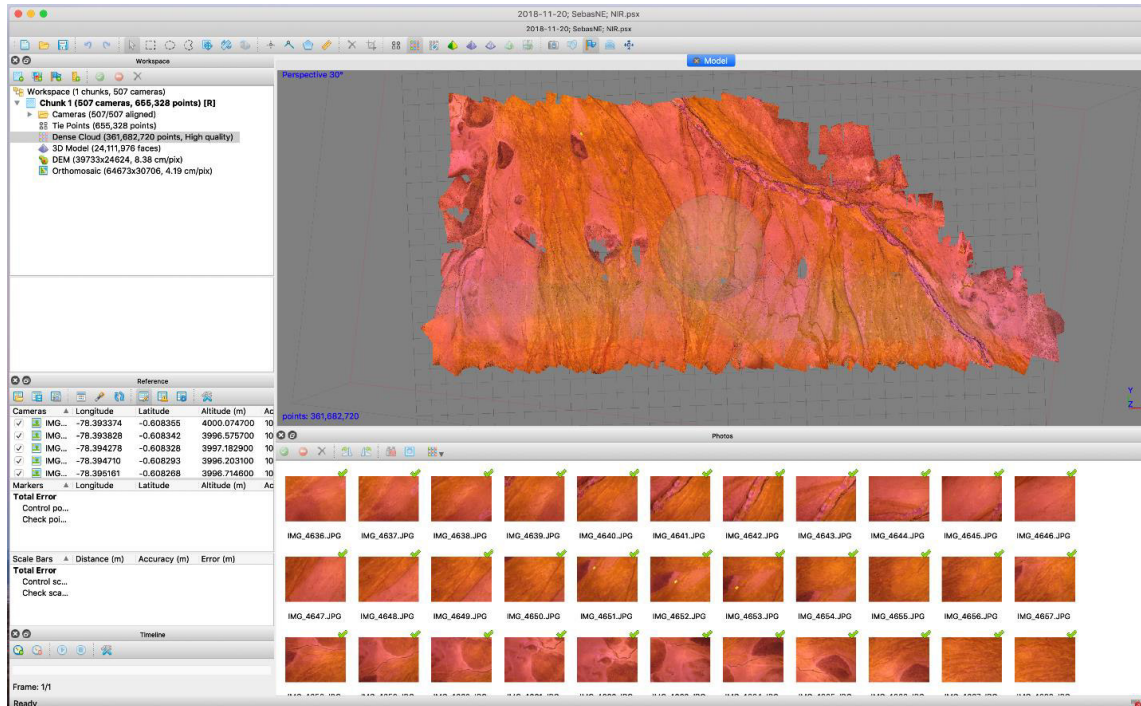 2018-11-20; SebasNE; NIR.psx
2018-11-20; SebasNE; NIR.psx
Workspace
Workspace (1 chunks, 507 cameras)
Chunk 1 (507 cameras, 655,328 points) [R]
Cameras (507/507 aligned)
Tie Points (655,328 points)
Dense Cloud (361,682,720 points, High quality)
3D Model (24,111,976 faces)
DEM (39733x24624, 8.38 cm/pix)
Orthomosaic (64673x30706, 4.19 cm/pix)
Model
Perspective 30°
Y
Z
points: 361,682,720
Reference
Cameras Longitude Latitude Altitude (m) Ac
IMG... -78.393374 -0.608355 4000.074700 10
IMG... -78.393828 -0.608342 3996.575700 10
IMG... -78.394278 -0.608328 3997.182900 10
IMG... -78.394710 -0.608293 3996.203100 10
IMG... -78.395161 -0.608268 3996.714600 10
Markers Longitude Latitude Altitude (m) Ac
Total Error
Control po...
Check poi...
Scale Bars Distance (m) Accuracy (m) Error (m)
Total Error
Control sc...
Check sca...
Timeline
Frame: 1/1
Ready
Photos
IMG_4636.JPG IMG_4637.JPG IMG_4638.JPG IMG_4639.JPG IMG_4640.JPG IMG_4641.JPG IMG_4642.JPG IMG_4643.JPG IMG_4644.JPG IMG_4645.JPG IMG_4646.JPG
IMG_4647.JPG IMG_4648.JPG IMG_4649.JPG IMG_4650.JPG IMG_4651.JPG IMG_4652.JPG IMG_4653.JPG IMG_4654.JPG IMG_4655.JPG IMG_4656.JPG IMG_4657.JPG